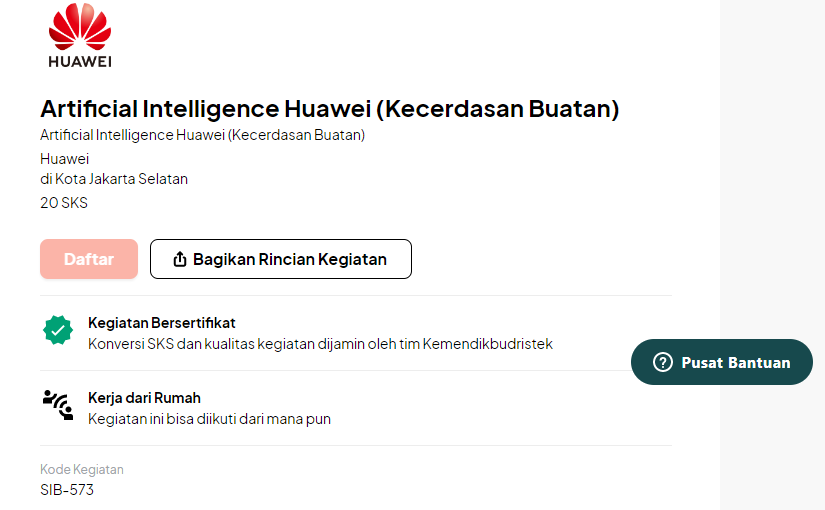 HUAWEI
Artificial Intelligence Huawei (Kecerdasan Buatan)
Artificial Intelligence Huawei (Kecerdasan Buatan)
Huawei
di Kota Jakarta Selatan
20 SKS
Daftar
Bagikan Rincian Kegiatan
Kegiatan Bersertifikat
Konversi SKS dan kualitas kegiatan dijamin oleh tim Kemendikbudristek
Pusat Bantuan
Kerja dari Rumah
Kegiatan ini bisa diikuti dari mana pun
Kode Kegiatan
SIB-573